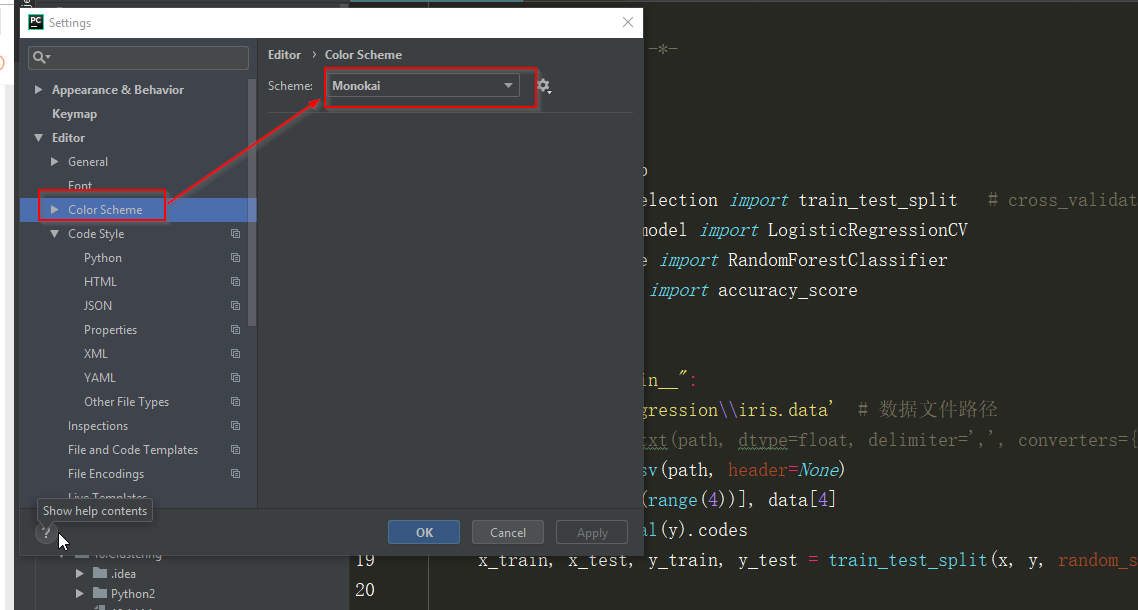 PC Settings
Editor › Color Scheme
Scheme: Monokai
Appearance & Behavior
Keymap
Editor
General
Font
Color Scheme
Code Style
Python
HTML
JSON
Properties
XML
YAML
Other File Types
Inspections
File and Code Templates
File Encodings
Live Templates
Show help contents
?
OK Cancel Apply
.idea
Python2
-*-
election import train_test_split # cross_validat
model import LogisticRegressionCV
e import RandomForestClassifier
import accuracy_score
in__":
gression\\iris.data' # 数据文件路径
txt(path, dtype=float, delimiter=',', converters={
sv(path, header=None)
(range(4))], data[4]
al(y).codes
19 x_train, x_test, y_train, y_test = train_test_split(x, y, random_s
20